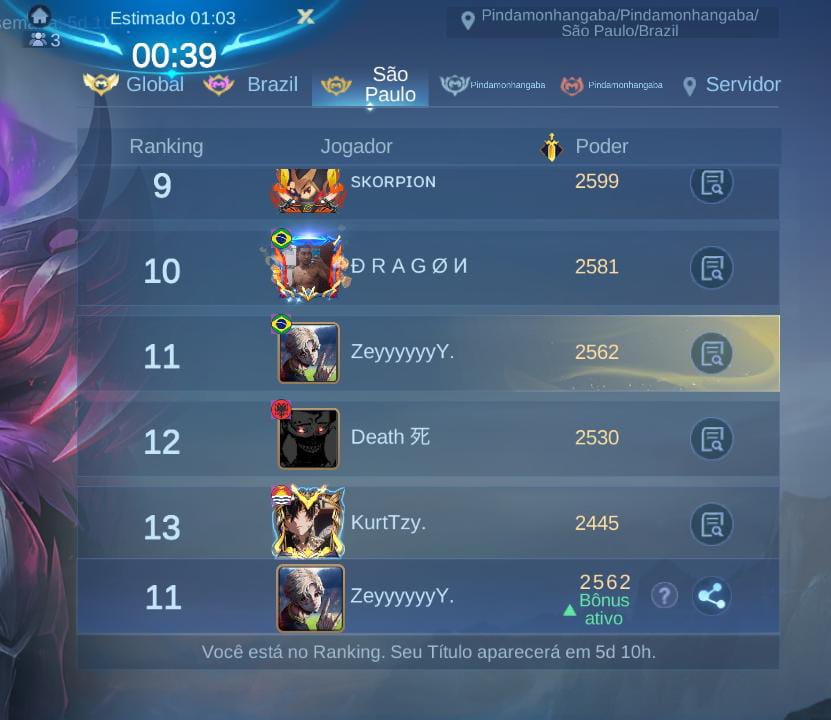 Estimado 01:03
3
00:39
Pindamonhangaba/Pindamonhangaba/
São Paulo/Brazil
Global
Brazil
São
Paulo
Pindamonhangaba
Pindamonhangaba
Servidor
Ranking
Jogador
Poder
9
SKORPION
2599
10
Đ R A G Ø И
2581
11
ZeyyyyyyY.
2562
12
Death 死
2530
13
KurtTzy.
2445
11
ZeyyyyyyY.
2562
Bônus
ativo
?
Você está no Ranking. Seu Título aparecerá em 5d 10h.